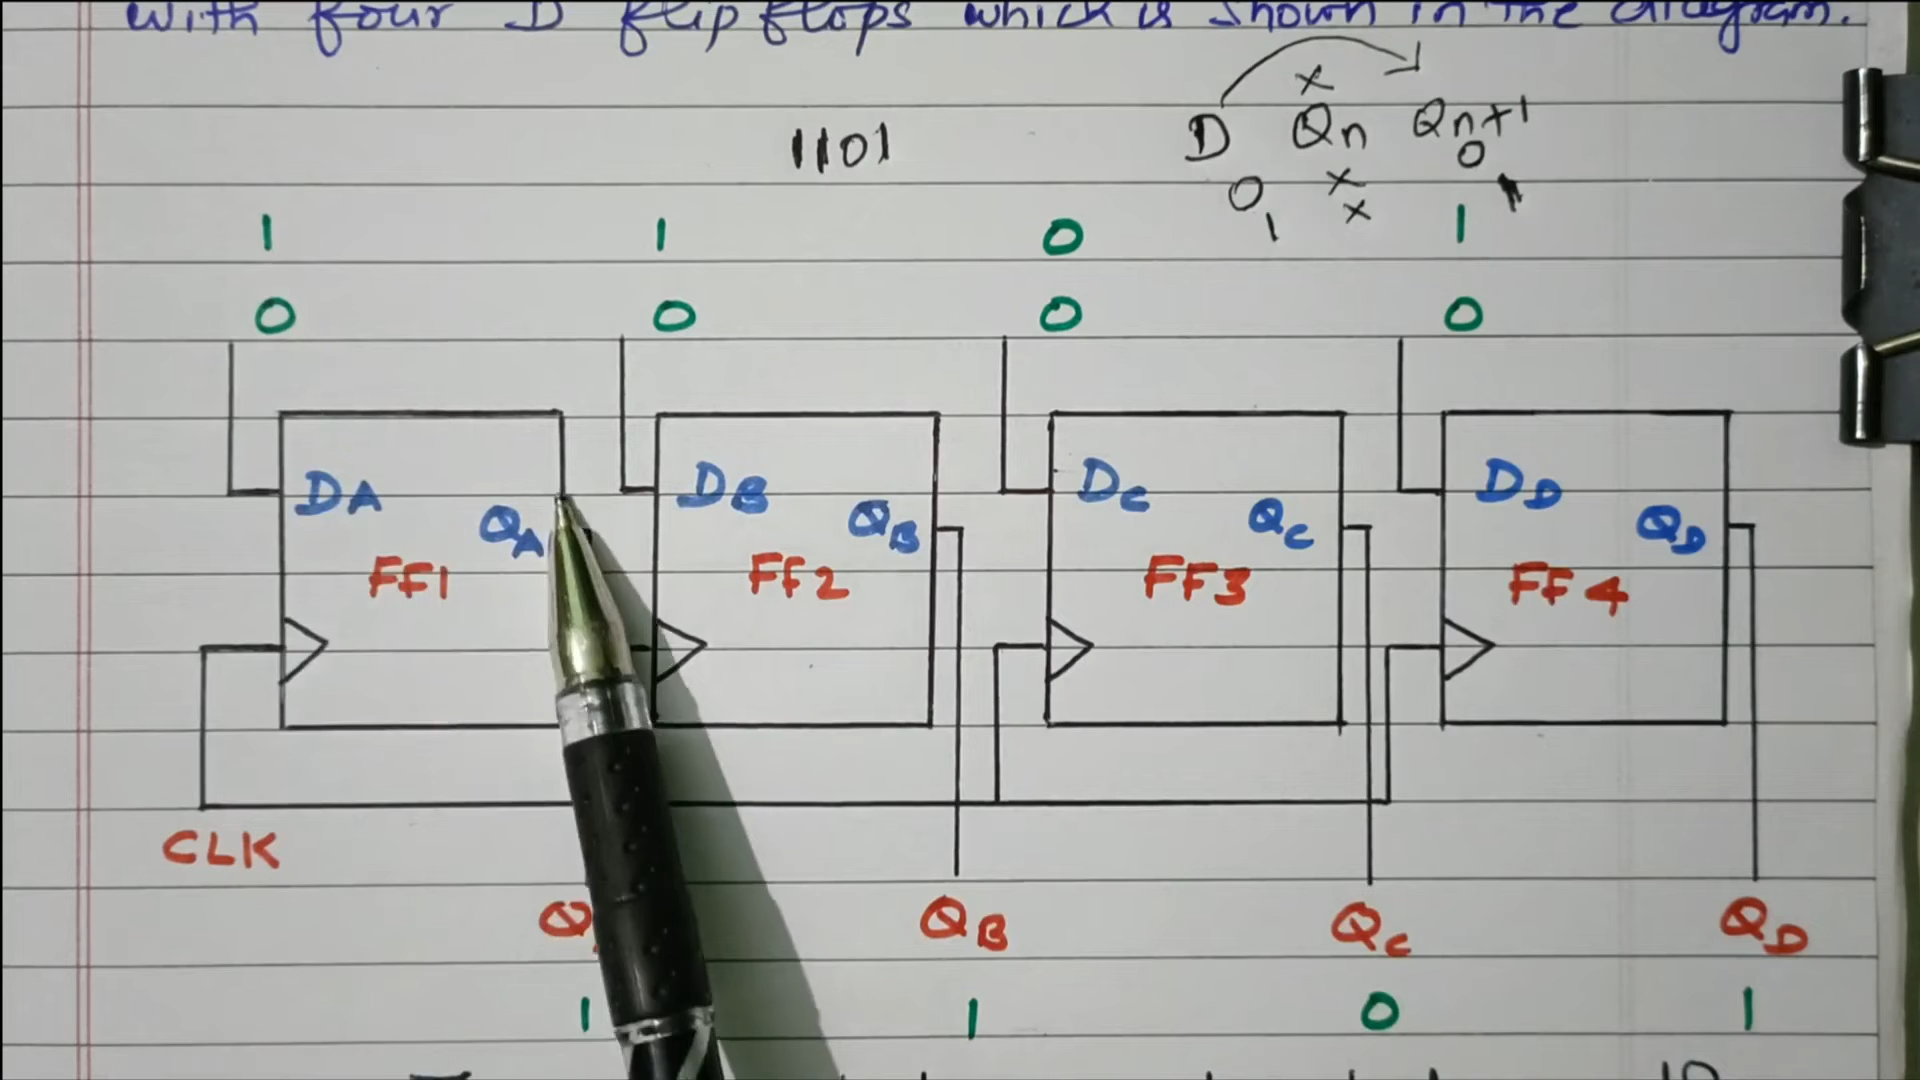 with four D flip flops which is shown in the diagram.
x
D Qn Qn+1
1101
0 x 0
1 x 1
1 1 0 1
0 0 0 0
DA DB DC DD
QA QB QC QD
FF1 FF2 FF3 FF4
CLK
Q QB QC QD
1 1 0 1